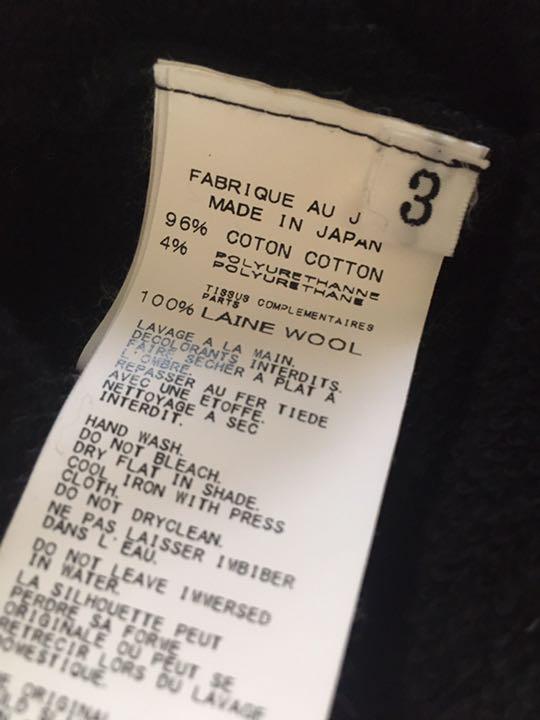 3
FABRIQUE AU J
MADE IN JAPAN
96% COTON COTTON
4% POLYURETHANNE
POLYURETHANE
TISSUS COMPLEMENTAIRES
PARTS
100% LAINE WOOL
LAVAGE A LA MAIN.
DECOLORANTS INTERDITS.
FAIRE SECHER A PLAT A
L'OMBRE.
REPASSER AU FER TIEDE
AVEC UNE ETOFFE.
NETTOYAGE A SEC
INTERDIT.
HAND WASH.
DO NOT BLEACH.
DRY FLAT IN SHADE.
COOL IRON WITH PRESS
CLOTH.
DO NOT DRYCLEAN.
NE PAS LAISSER IMBIBER
DANS L'EAU.
DO NOT LEAVE IMMERSED
IN WATER.
LA SILHOUETTE PEUT
PERDRE SA FORME
ORIGINALE, OU PEUT SE
RETRECIR LORS DU LAVAGE
DOMESTIQUE.
ORIGINAL